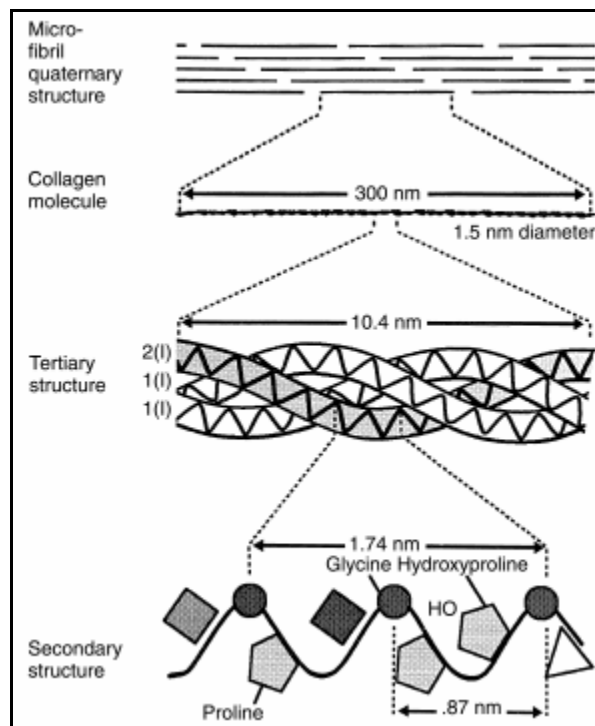 Micro-
fibril
quaternary
structure
Collagen
molecule
300 nm
1.5 nm diameter
10.4 nm
Tertiary
structure
2(I)
1(I)
1(I)
1.74 nm
Glycine Hydroxyproline
HO
Secondary
structure
Proline
.87 nm